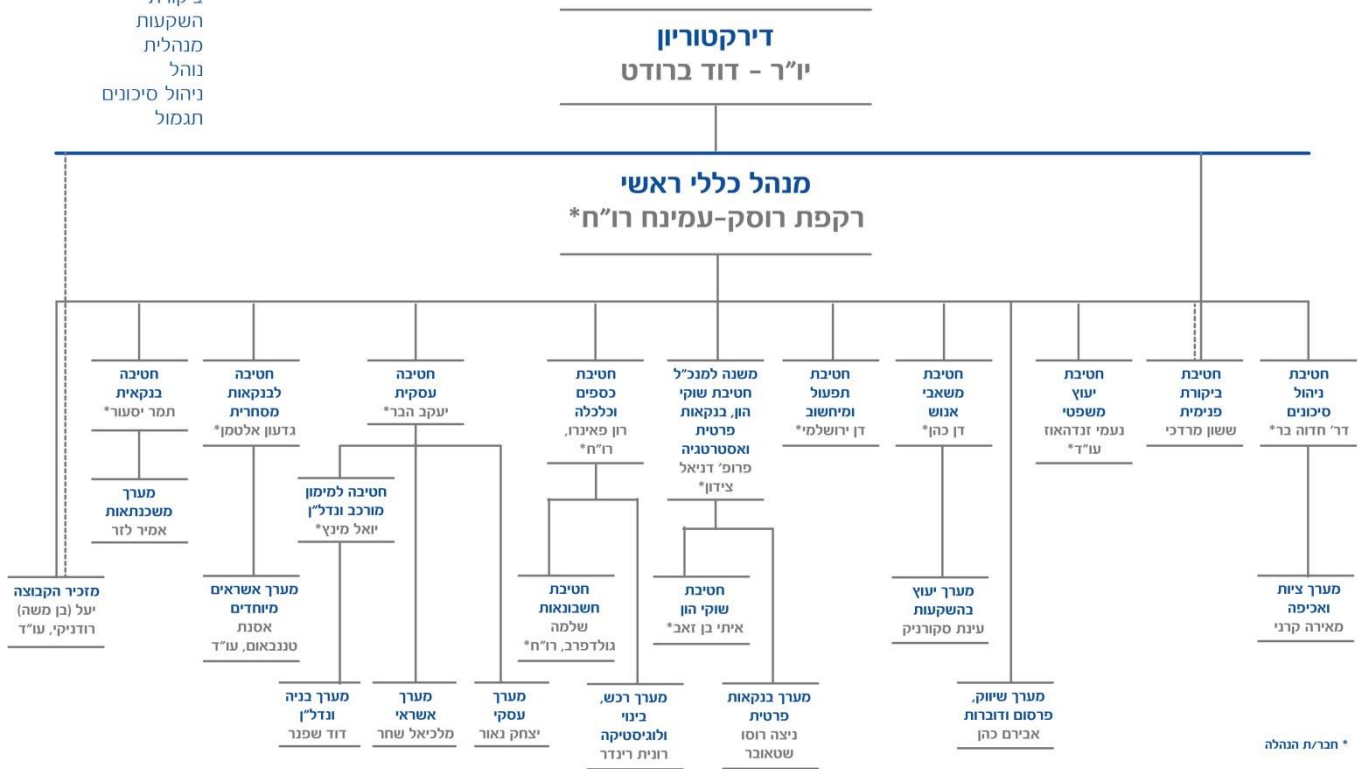 השקעות
מנהלית
נוהל
ניהול סיכונים
תגמול
דירקטוריון
יו"ר - דוד ברודט
מנהל כללי ראשי
רקפת רוסק-עמינח רו"ח*
חטיבת
ניהול
סיכונים
דר' חדוה בר*
חטיבת
ביקורת
פנימית
ששון מרדכי
חטיבת
יעוץ
משפטי
נעמי זנדהאוז
עו"ד*
חטיבת
משאבי
אנוש
דן כהן*
חטיבת
תפעול
ומיחשוב
דן ירושלמי*
משנה למנכ"ל
חטיבת שוקי
הון, בנקאות
פרטית
ואסטרטגיה
פרופ' דניאל
צידון*
חטיבת
כספים
וכלכלה
רון פאינרו,
רו"ח*
חטיבה
עסקית
יעקב הבר*
חטיבה
לבנקאות
מסחרית
גדעון אלטמן*
חטיבה
בנקאית
תמר יסעור*
חטיבה למימון
מורכב ונדל"ן
יואל מינץ*
מערך
משכנתאות
אמיר לזר
מערך ציות
ואכיפה
מאירה קרני
מערך יעוץ
בהשקעות
עינת סקורניק
חטיבת
שוקי הון
איתי בן זאב*
חטיבת
חשבונאות
שלמה
גולדפרב, רו"ח*
מערך אשראים
מיוחדים
אסנת
טננבאום, עו"ד
מזכיר הקבוצה
יעל (בן משה)
רודניקי, עו"ד
מערך שיווק,
פרסום ודוברות
אבירם כהן
מערך בנקאות
פרטית
ניצה רוסו
שטאובר
מערך רכש,
בינוי
ולוגיסטיקה
רונית רינדר
מערך
עסקי
יצחק נאור
מערך
אשראי
מלכיאל שחר
מערך בניה
ונדל"ן
דוד שפנר
* חבר/ת הנהלה